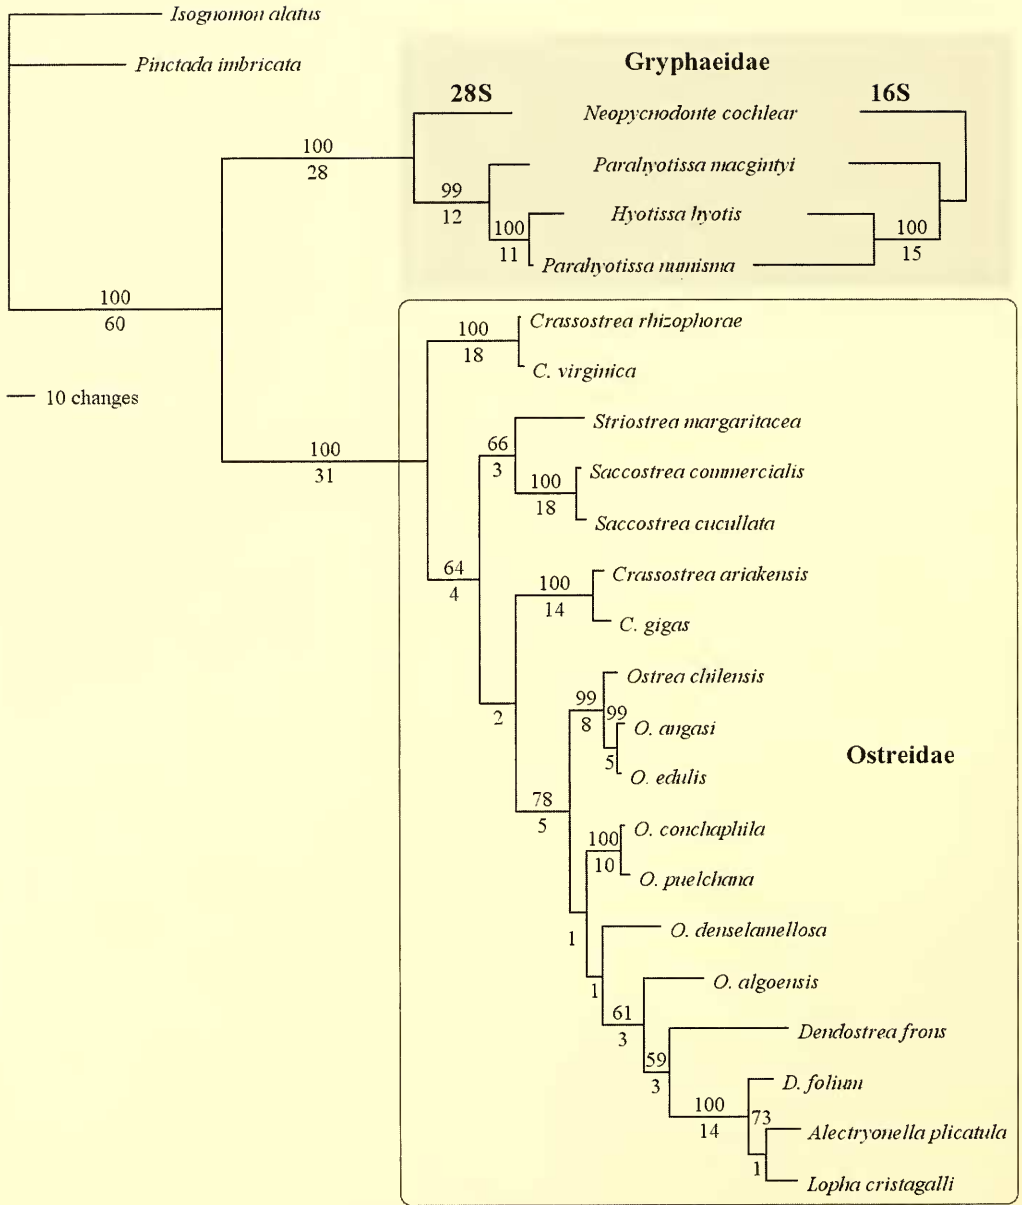 Isognomon alatus
Pinctada imbricata
Gryphaeidae
28S
16S
Neopycnodonte cochlear
100
28
Parahyotissa macgintyi
99
12
Hyotissa hyotis
100
11
100
15
Parahyotissa numisma
100
60
Crassostrea rhizophorae
100
18
C. virginica
10 changes
Striostrea margaritacea
66
3
100
31
Saccostrea commercialis
100
18
Saccostrea cucullata
64
4
Crassostrea ariakensis
100
14
C. gigas
Ostrea chilensis
99
8
99
5
2
O. angasi
Ostreidae
O. edulis
78
5
O. conchaphila
100
10
O. puelchana
1
O. denselamellosa
1
O. algoensis
61
3
Dendostrea frons
59
3
D. folium
100
14
73
1
Alectryonella plicatula
Lopha cristagalli